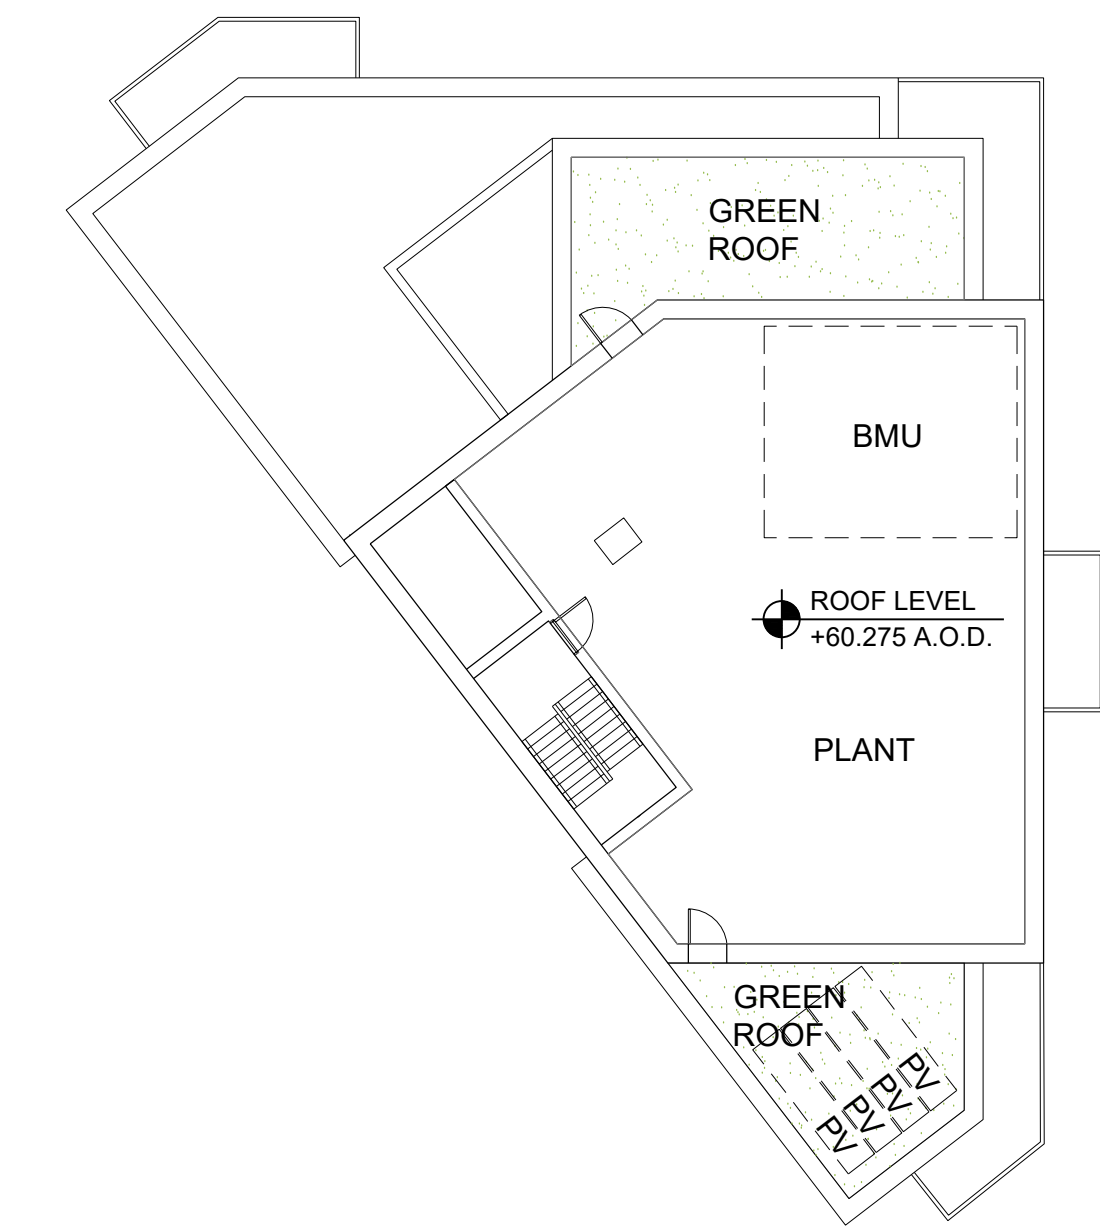 GREEN
ROOF
BMU
ROOF LEVEL
+60.275 A.O.D.
PLANT
GREEN
ROOF
PV
PV
PV
PV